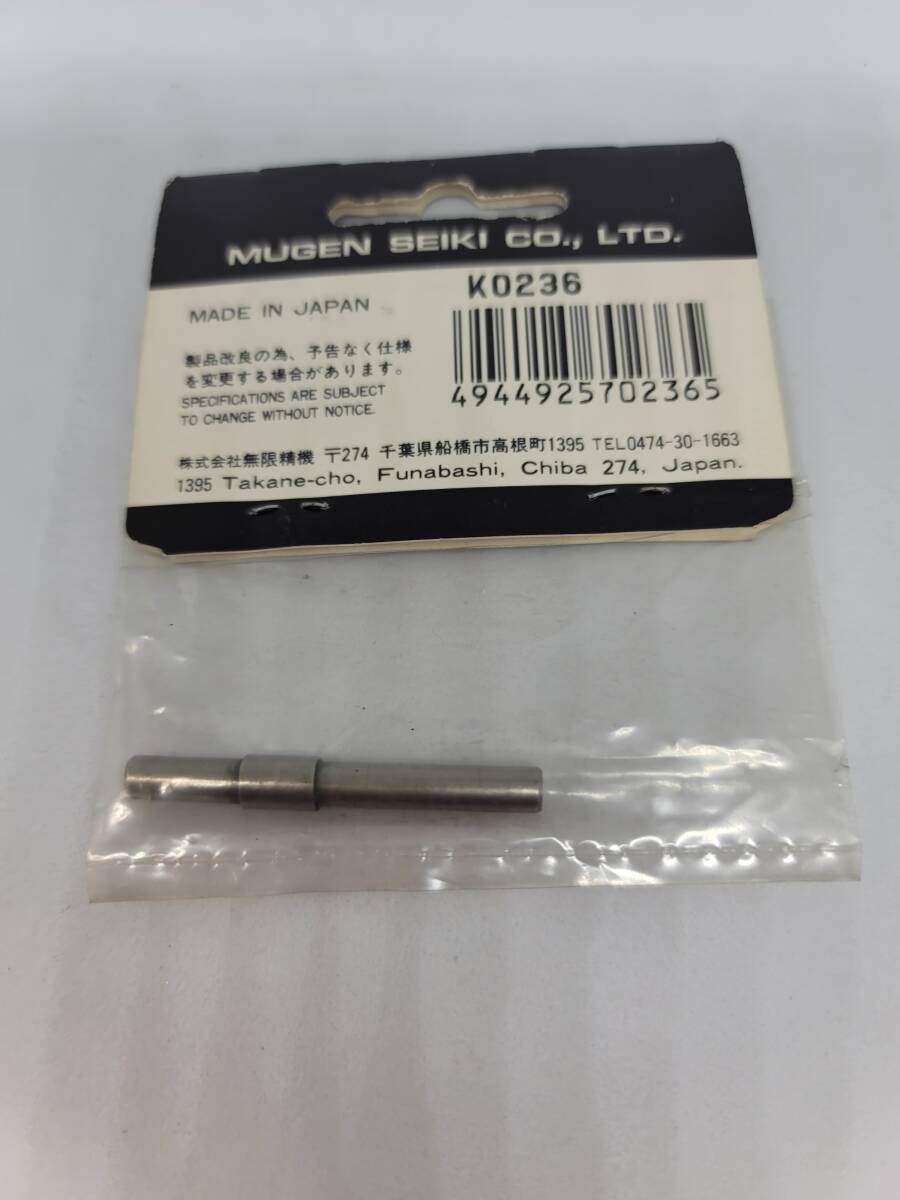 MUGEN SEIKI CO., LTD.
MADE IN JAPAN
K0236
製品改良の為、予告なく仕様
を変更する場合があります。
SPECIFICATIONS ARE SUBJECT
TO CHANGE WITHOUT NOTICE.
4944925702365
株式会社無限精機 〒274 千葉県船橋市高根町1395 TEL0474-30-1663
1395 Takane-cho, Funabashi, Chiba 274, Japan.